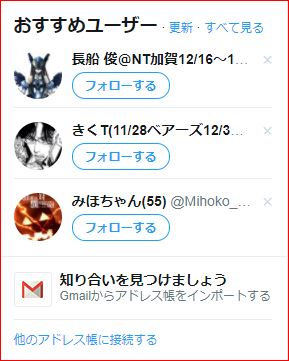 おすすめユーザー · 更新 · すべて見る
長船 俊@NT加賀12/16～1...
フォローする
きくT(11/28ベアーズ12/3...
フォローする
みほちゃん(55) @Mihoko_...
フォローする
知り合いを見つけましょう
Gmailからアドレス帳をインポートする
他のアドレス帳に接続する